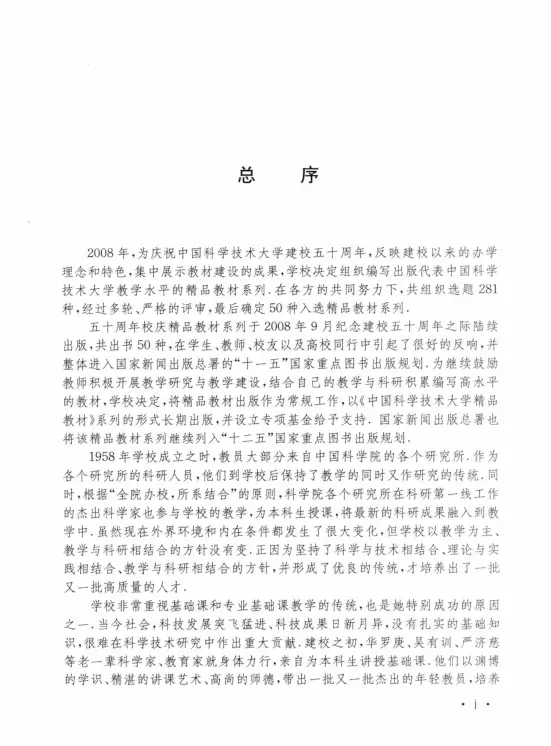 总　序
2008 年,为庆祝中国科学技术大学建校五十周年,反映建校以来的办学
理念和特色,集中展示教材建设的成果,学校决定组织编写出版代表中国科学
技术大学教学水平的精品教材系列.在各方的共同努力下,共组织选题 281
种,经过多轮、严格的评审,最后确定 50 种入选精品教材系列.
五十周年校庆精品教材系列于 2008 年 9 月纪念建校五十周年之际陆续
出版,共出书 50 种,在学生、教师、校友以及高校同行中引起了很好的反响,并
整体进入国家新闻出版总署的“十一五”国家重点图书出版规划.为继续鼓励
教师积极开展教学研究与教学建设,结合自己的教学与科研积累编写高水平
的教材,学校决定,将精品教材出版作为常规工作,以《中国科学技术大学精品
教材》系列的形式长期出版,并设立专项基金给予支持. 国家新闻出版总署也
将该精品教材系列继续列入“十二五”国家重点图书出版规划.
1958 年学校成立之时,教员大部分来自中国科学院的各个研究所.作为
各个研究所的科研人员,他们到学校后保持了教学的同时又作研究的传统.同
时,根据“全院办校,所系结合”的原则,科学院各个研究所在科研第一线工作
的杰出科学家也参与学校的教学,为本科生授课,将最新的科研成果融入到教
学中.虽然现在外界环境和内在条件都发生了很大变化,但学校以教学为主、
教学与科研相结合的方针没有变.正因为坚持了科学与技术相结合、理论与实
践相结合、教学与科研相结合的方针,并形成了优良的传统,才培养出了一批
又一批高质量的人才.
学校非常重视基础课和专业基础课教学的传统,也是她特别成功的原因
之一.当今社会,科技发展突飞猛进、科技成果日新月异,没有扎实的基础知
识,很难在科学技术研究中作出重大贡献.建校之初,华罗庚、吴有训、严济慈
等老一辈科学家、教育家就身体力行,亲自为本科生讲授基础课.他们以渊博
的学识、精湛的讲课艺术、高尚的师德,带出一批又一批杰出的年轻教员,培养
· i ·